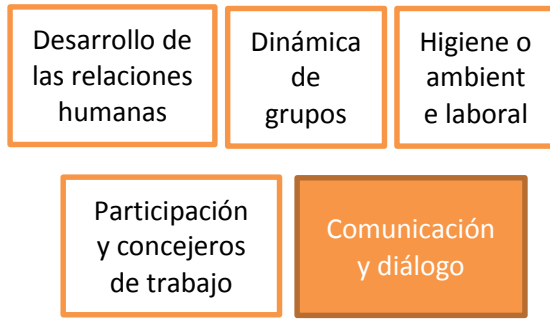 Desarrollo de
las relaciones
humanas
Dinámica
de
grupos
Higiene o
ambient
e laboral
Participación
y concejeros
de trabajo
Comunicación
y diálogo